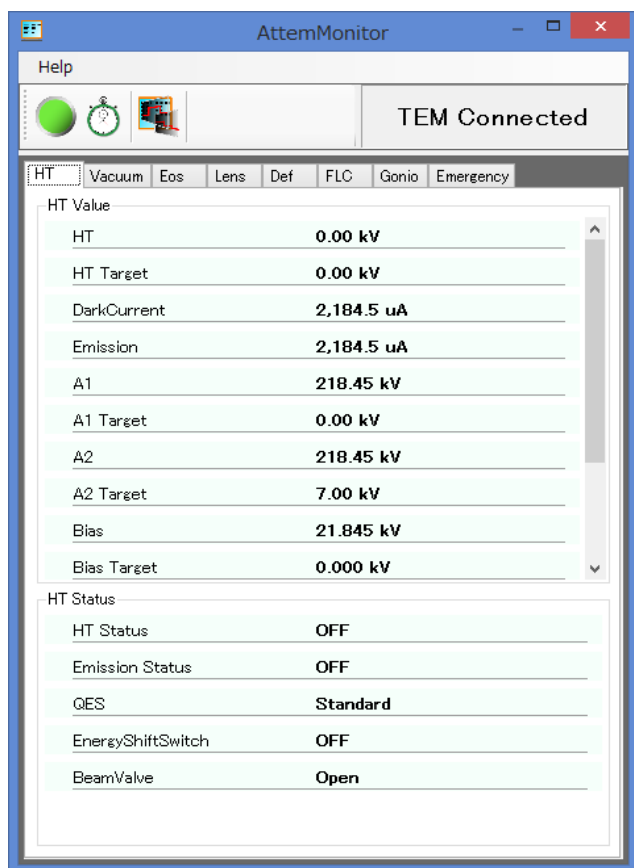 AttemMonitor
Help
TEM Connected
HT Vacuum Eos Lens Def FLC Gonio Emergency
HT Value
HT 0.00 kV
HT Target 0.00 kV
DarkCurrent 2,184.5 uA
Emission 2,184.5 uA
A1 218.45 kV
A1 Target 0.00 kV
A2 218.45 kV
A2 Target 7.00 kV
Bias 21.845 kV
Bias Target 0.000 kV
HT Status
HT Status OFF
Emission Status OFF
QES Standard
EnergyShiftSwitch OFF
BeamValve Open